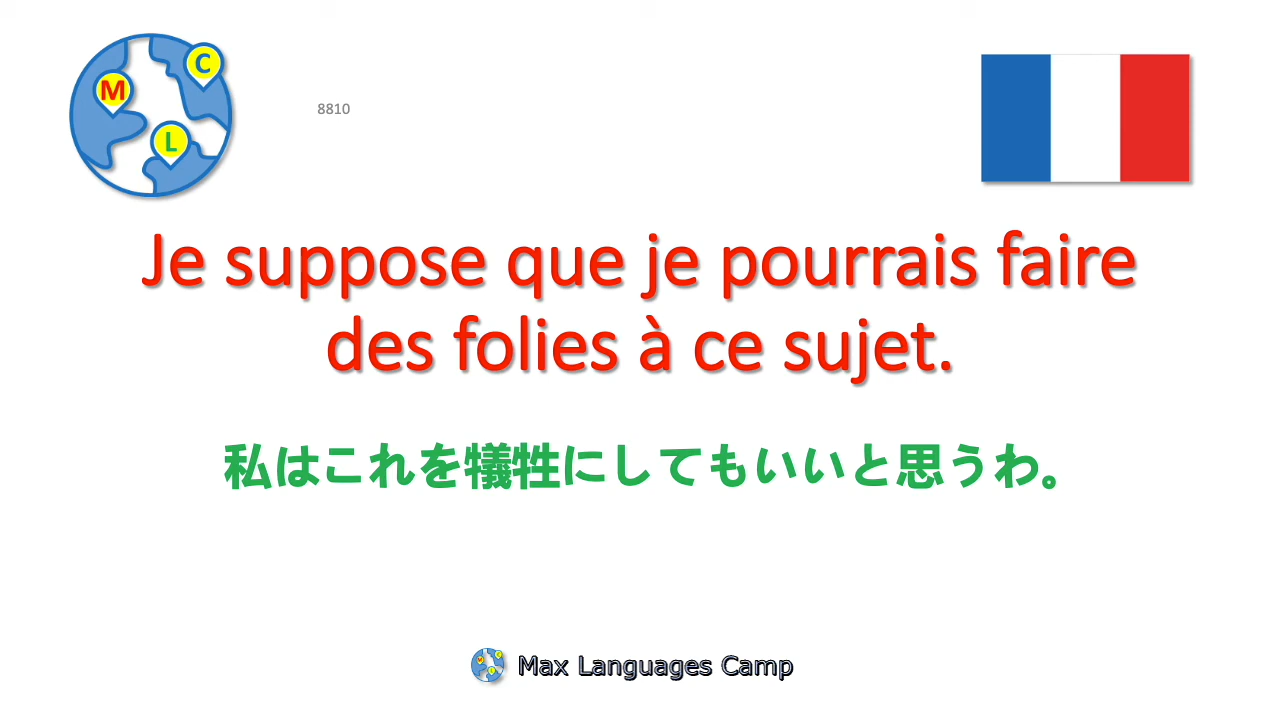 M
C
L
8810
Je suppose que je pourrais faire
des folies à ce sujet.
私はこれを犠牲にしてもいいと思うわ。
Max Languages Camp